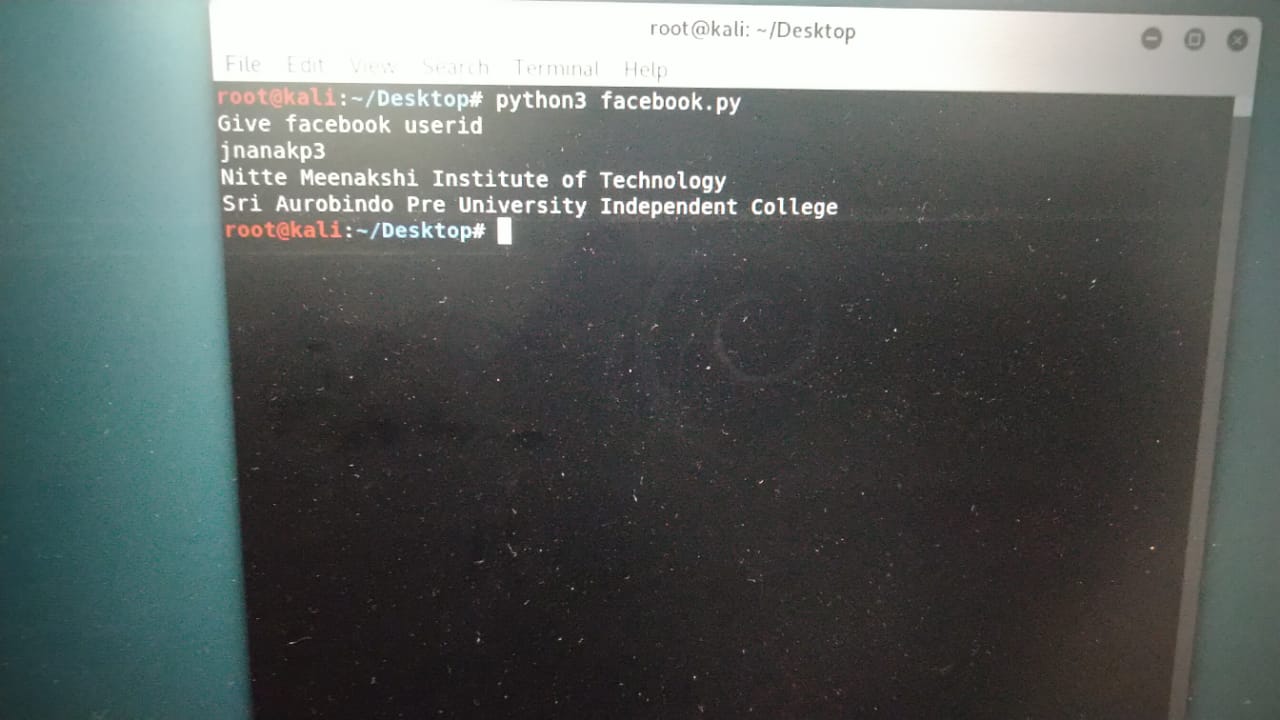 root@kali: ~/Desktop
File Edit View Search Terminal Help
root@kali:~/Desktop# python3 facebook.py
Give facebook userid
jnanakp3
Nitte Meenakshi Institute of Technology
Sri Aurobindo Pre University Independent College
root@kali:~/Desktop#